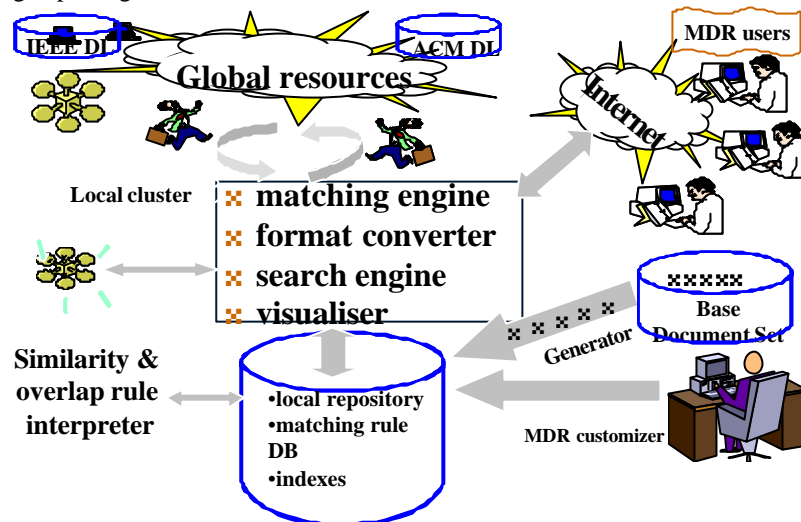 IEEE DL
ACM DL
MDR users
Global resources
Internet
Local cluster
matching engine
format converter
search engine
visualiser
Base
Document Set
Generator
Similarity &
overlap rule
interpreter
•local repository
•matching rule
DB
•indexes
MDR customizer